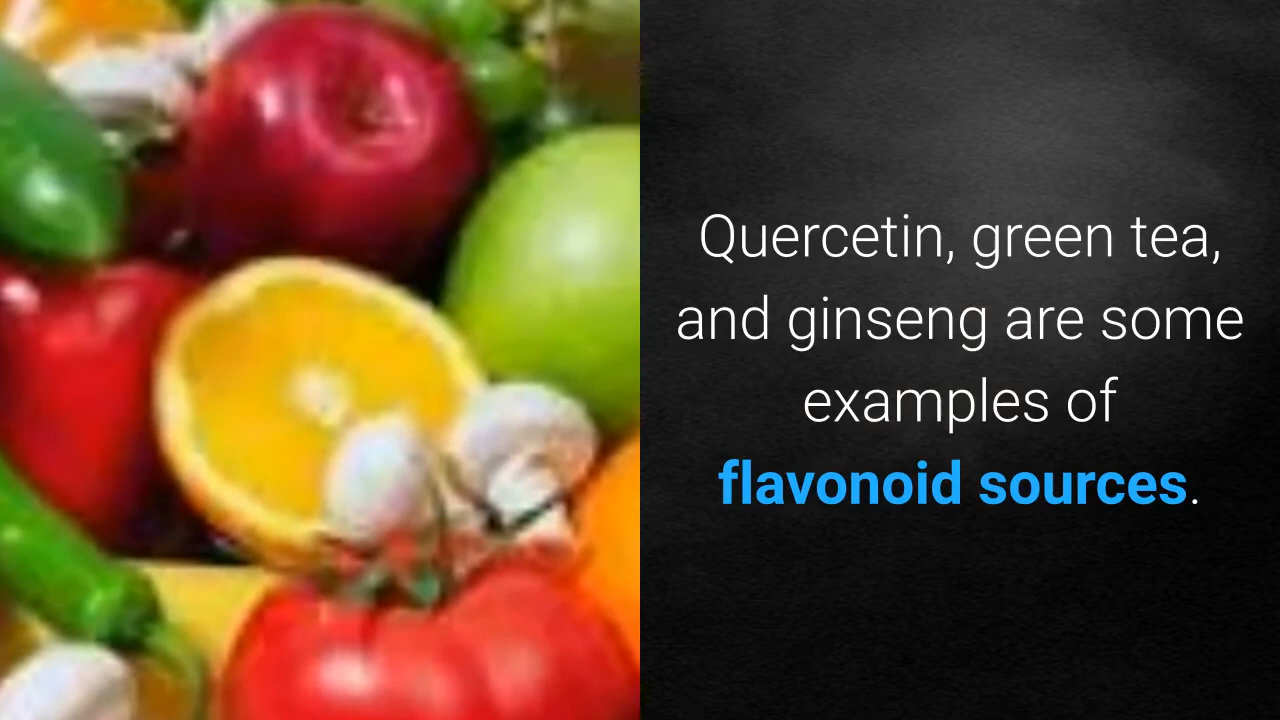 Quercetin, green tea,
and ginseng are some
examples of
flavonoid sources.